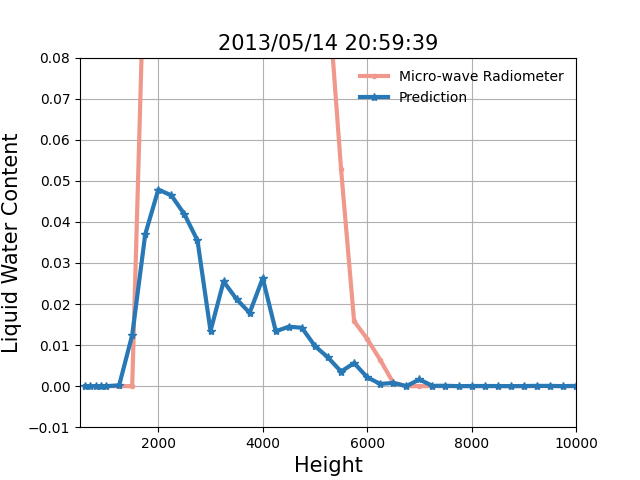 2013/05/14 20:59:39
Micro-wave Radiometer
Prediction
Liquid Water Content
0.08
0.07
0.06
0.05
0.04
0.03
0.02
0.01
0.00
−0.01
2000 4000 6000 8000 10000
Height